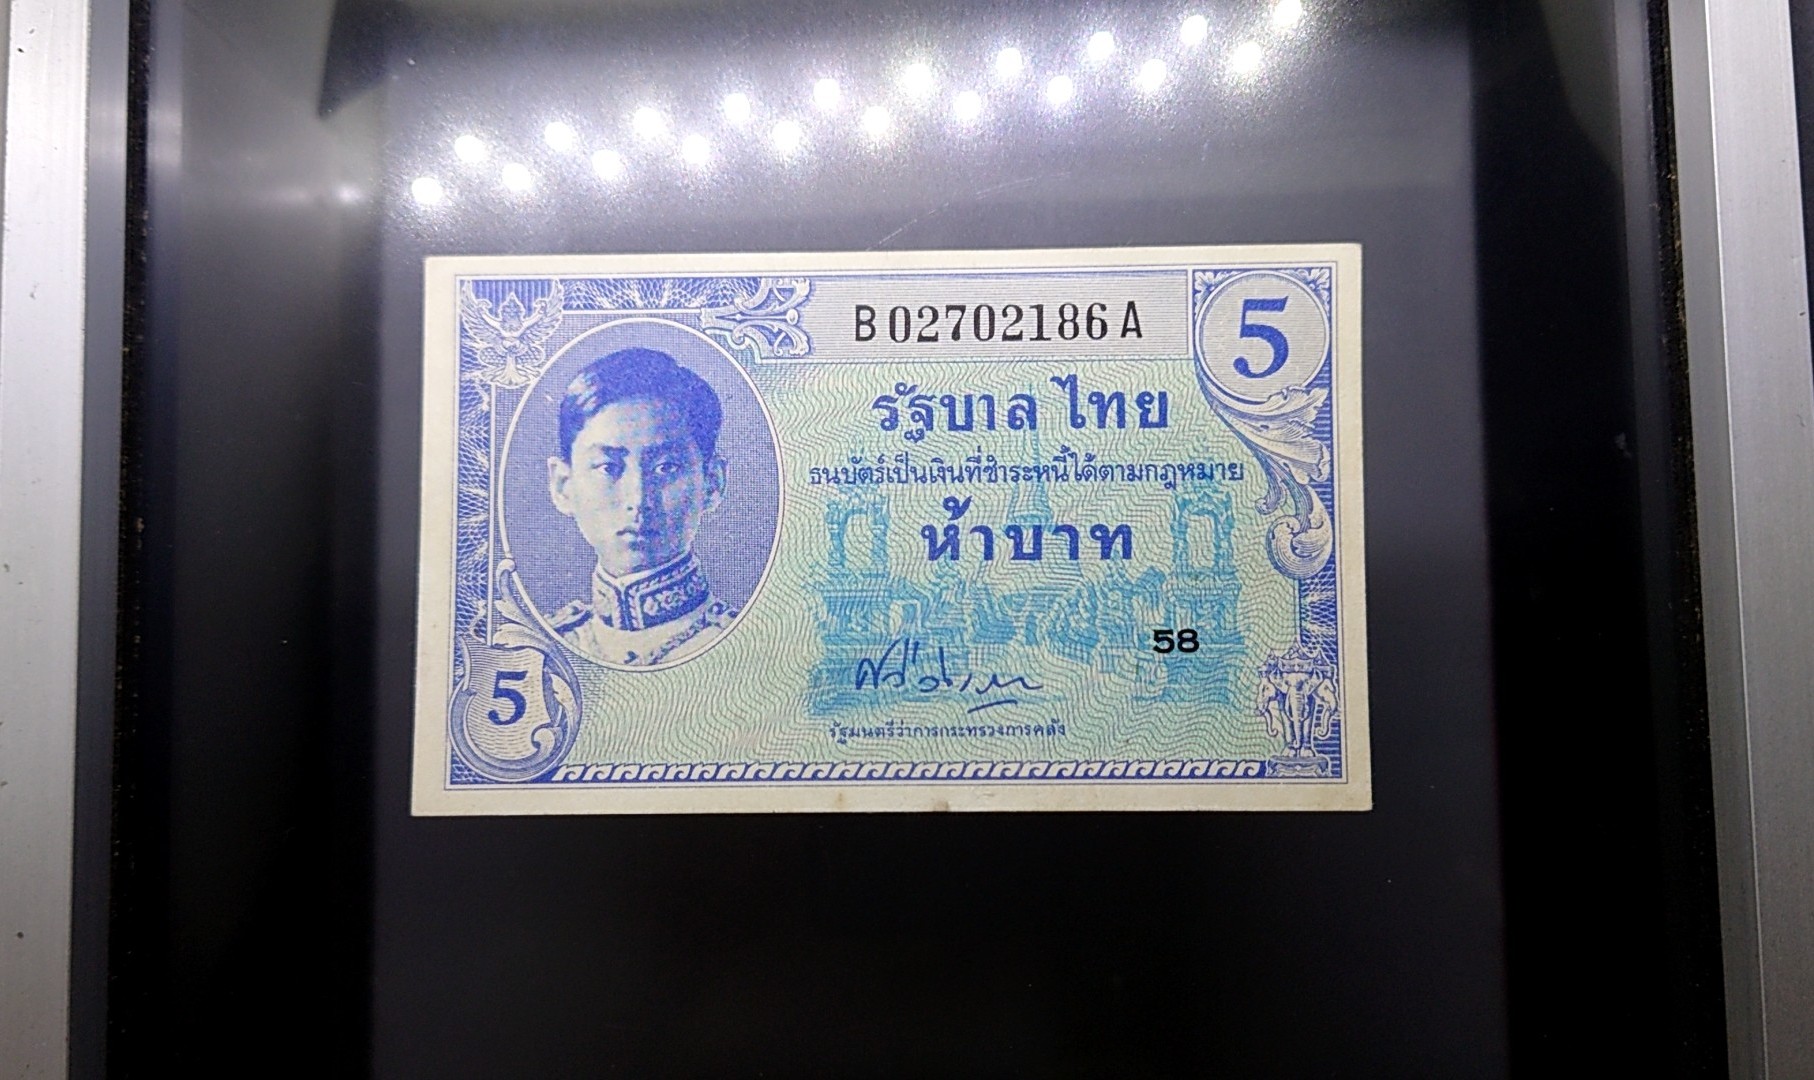 B02702186A
5
รัฐบาลไทย
ธนบัตร์เป็นเงินที่ชำระหนี้ได้ตามกฎหมาย
ห้าบาท
58
รัฐมนตรีว่าการกระทรวงการคลัง
5